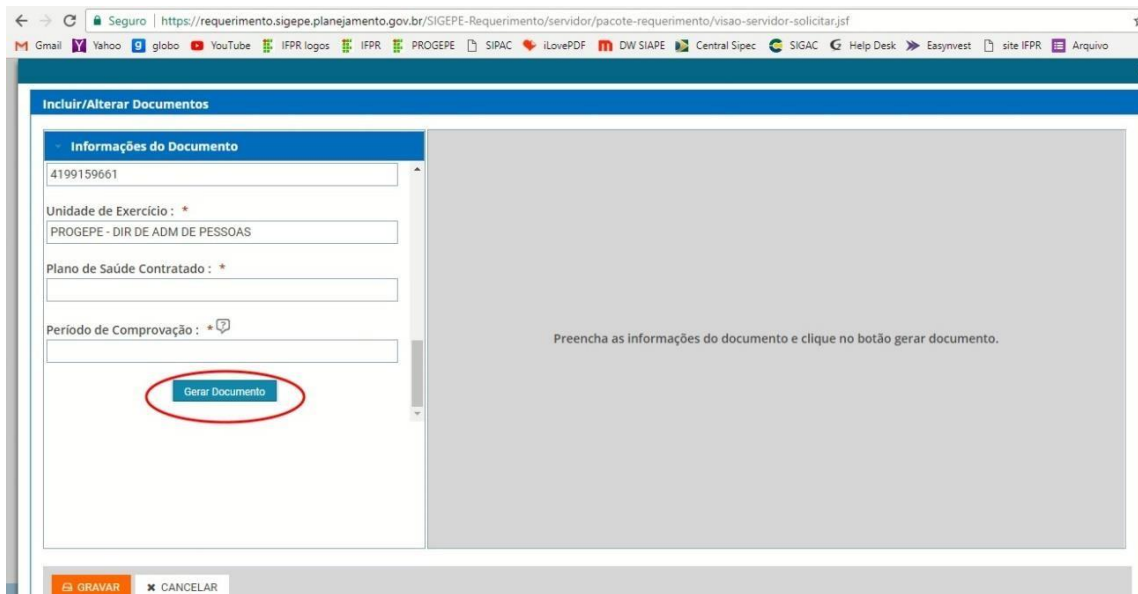 Seguro | https://requerimento.sigepe.planejamento.gov.br/SIGEPE-Requerimento/servidor/pacote-requerimento/visao-servidor-solicitar.jsf
Gmail Yahoo globo YouTube IFPR logos IFPR PROGEPE SIPAC iLovePDF DW SIAPE Central Sipec SIGAC Help Desk Easynvest site IFPR Arquivo
Incluir/Alterar Documentos
Informações do Documento
4199159661
Unidade de Exercício : *
PROGEPE - DIR DE ADM DE PESSOAS
Plano de Saúde Contratado : *
Período de Comprovação : * ?
Gerar Documento
Preencha as informações do documento e clique no botão gerar documento.
GRAVAR CANCELAR